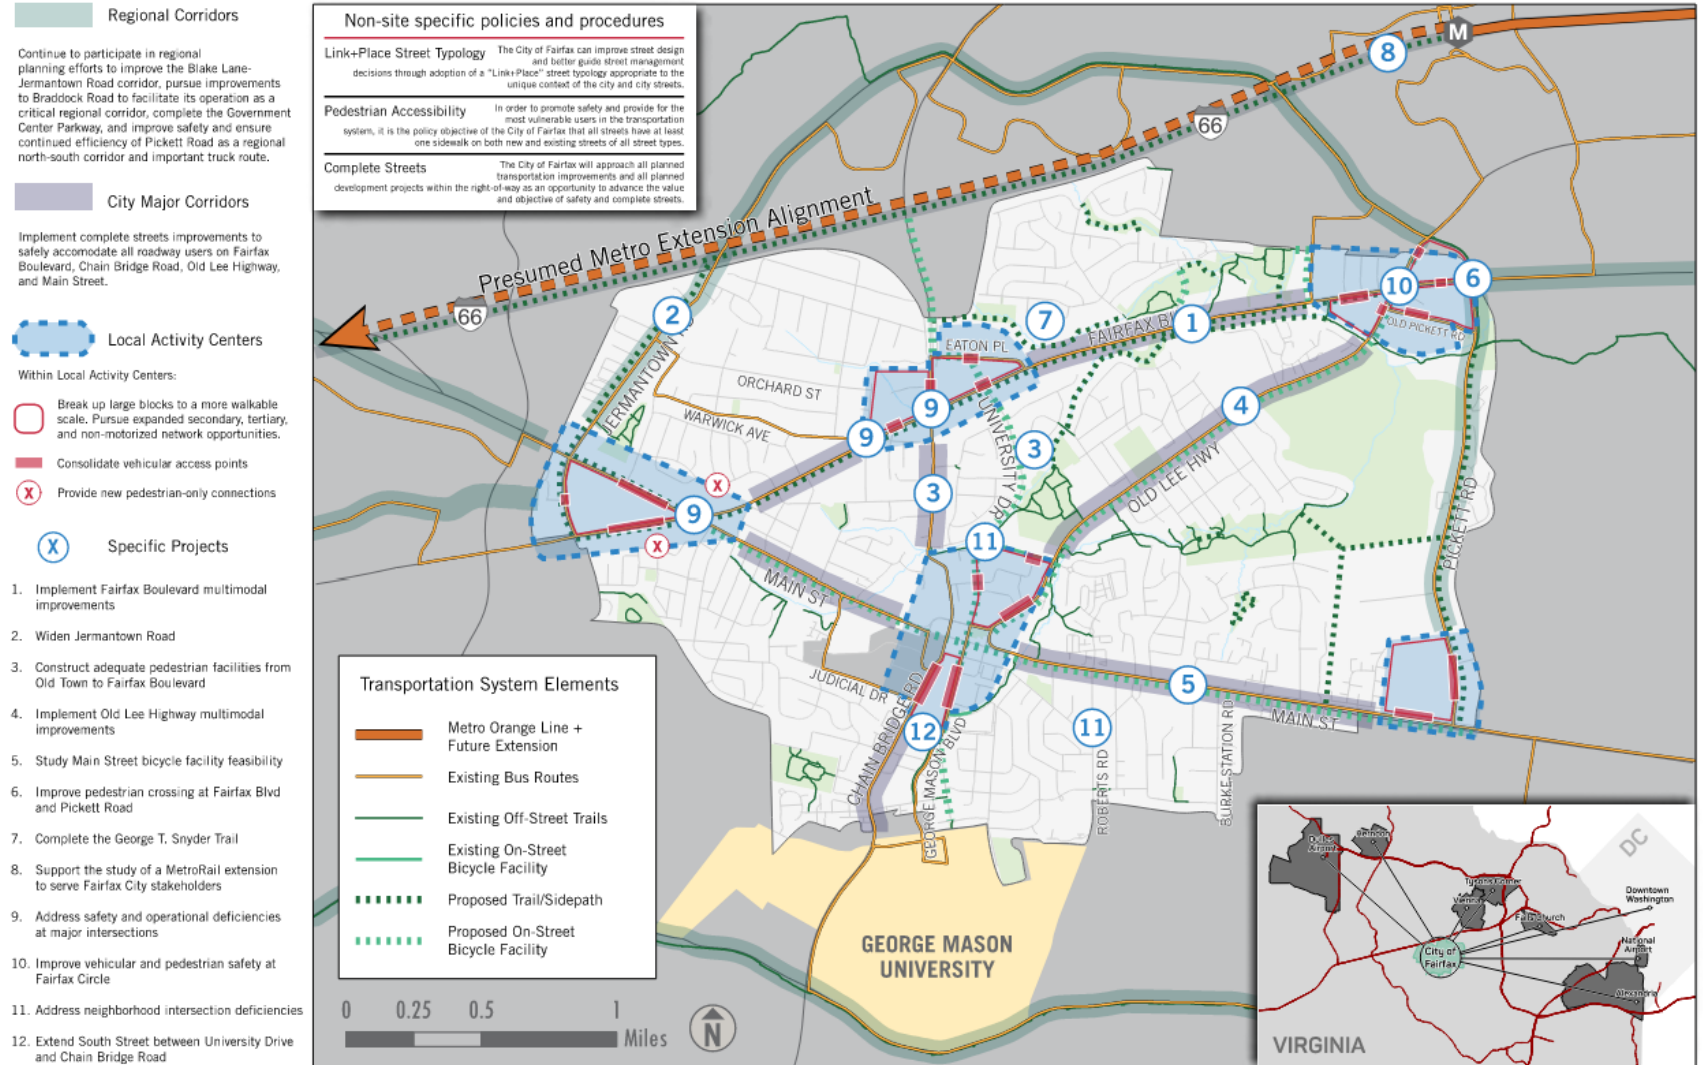 Regional Corridors
Continue to participate in regional
planning efforts to improve the Blake Lane-
Jermantown Road corridor, pursue improvements
to Braddock Road to facilitate its operation as a
critical regional corridor, complete the Government
Center Parkway, and improve safety and ensure
continued efficiency of Pickett Road as a regional
north-south corridor and important truck route.
City Major Corridors
Implement complete streets improvements to
safely accomodate all roadway users on Fairfax
Boulevard, Chain Bridge Road, Old Lee Highway,
and Main Street.
Local Activity Centers
Within Local Activity Centers:
Break up large blocks to a more walkable
scale. Pursue expanded secondary, tertiary,
and non-motorized network opportunities.
Consolidate vehicular access points
X Provide new pedestrian-only connections
X Specific Projects
1. Implement Fairfax Boulevard multimodal
improvements
2. Widen Jermantown Road
3. Construct adequate pedestrian facilities from
Old Town to Fairfax Boulevard
4. Implement Old Lee Highway multimodal
improvements
5. Study Main Street bicycle facility feasibility
6. Improve pedestrian crossing at Fairfax Blvd
and Pickett Road
7. Complete the George T. Snyder Trail
8. Support the study of a MetroRail extension
to serve Fairfax City stakeholders
9. Address safety and operational deficiencies
at major intersections
10. Improve vehicular and pedestrian safety at
Fairfax Circle
11. Address neighborhood intersection deficiencies
12. Extend South Street between University Drive
and Chain Bridge Road
Non-site specific policies and procedures
Link+Place Street Typology The City of Fairfax can improve street design
and better guide street management
decisions through adoption of a "Link+Place" street typology appropriate to the
unique context of the city and city streets.
Pedestrian Accessibility In order to promote safety and provide for the
most vulnerable users in the transportation
system, it is the policy objective of the City of Fairfax that all streets have at least
one sidewalk on both new and existing streets of all street types.
Complete Streets The City of Fairfax will approach all planned
transportation improvements and all planned
development projects within the right-of-way as an opportunity to advance the value
and objective of safety and complete streets.
M
8
66
Presumed Metro Extension Alignment
66
2
7
1
10
6
FAIRFAX BL
OLD PICKETT RD
EATON PL
JERMANTOWN
ORCHARD ST
WARWICK AVE
9
9
4
UNIVERSITY DR
3
OLD LEE HWY
X
3
9
PICKETT RD
X
11
MAIN ST
JUDICIAL DR
5
MAIN ST
CHAIN BRIDGE RD
12
GEORGE MASON BLVD
11
ROBERTS RD
BURKE STATION RD
GEORGE MASON
UNIVERSITY
Transportation System Elements
Metro Orange Line +
Future Extension
Existing Bus Routes
Existing Off-Street Trails
Existing On-Street
Bicycle Facility
Proposed Trail/Sidepath
Proposed On-Street
Bicycle Facility
0 0.25 0.5 1
Miles
N
Dulles
Airport
Herndon
DC
Tysons Corner
Vienna
Downtown
Washington
Falls Church
City of
Fairfax
National
Airport
Alexandria
VIRGINIA